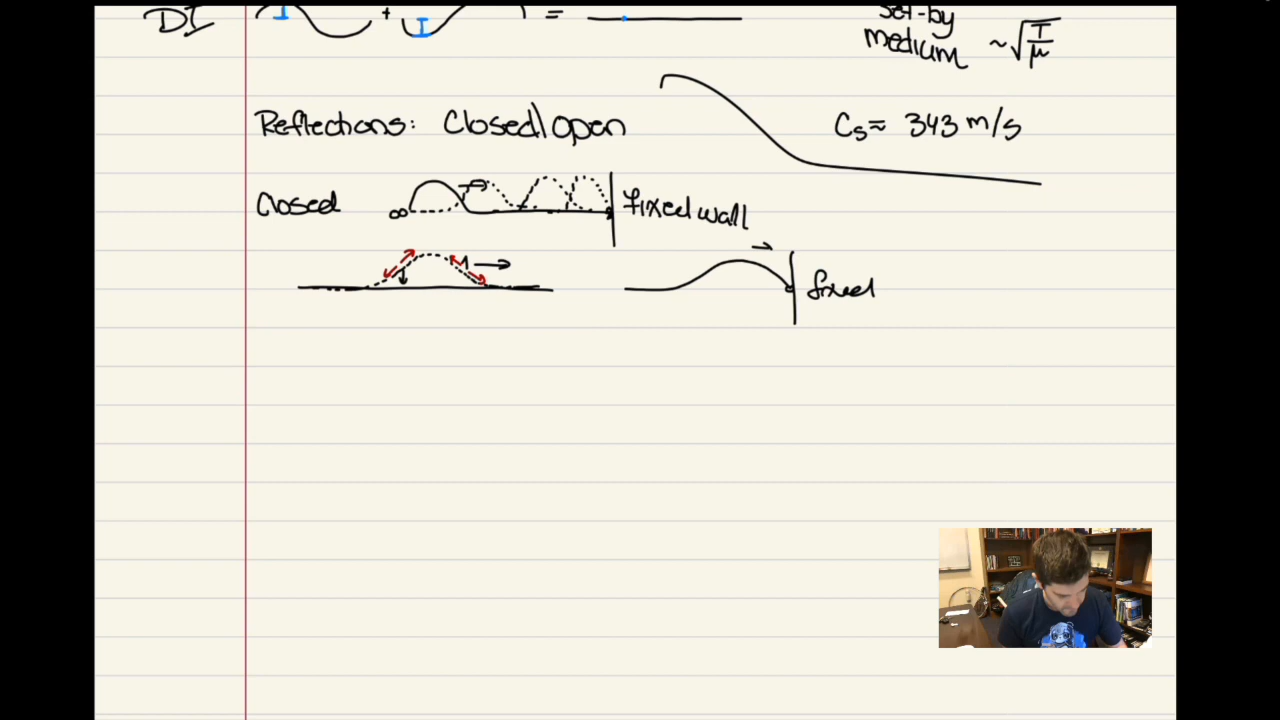 DI + =
set-by
medium ~√T/μ
Reflections: Closed\open
Cs≈ 343 m/s
Closed ∞ fixed wall
fixed